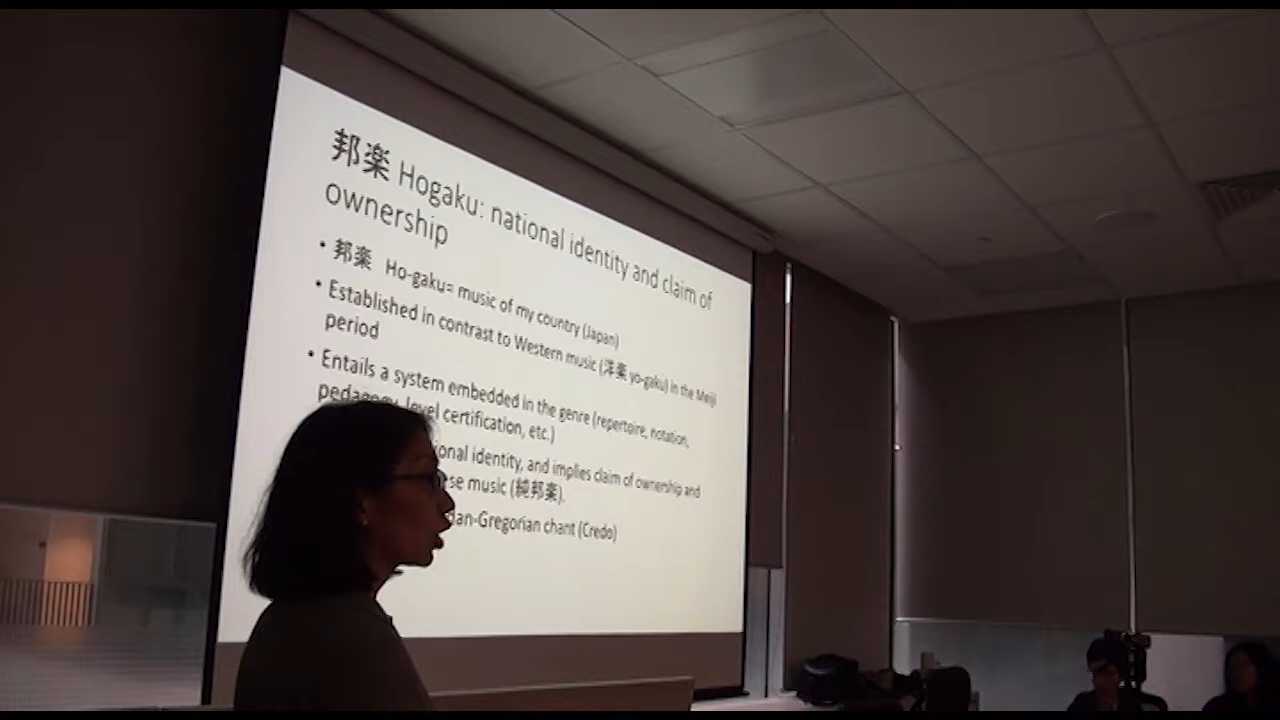 邦楽 Hogaku: national identity and claim of
ownership
• 邦楽 Ho-gaku= music of my country (Japan)
• Established in contrast to Western music (洋楽 yo-gaku) in the Meiji
period
• Entails a system embedded in the genre (repertoire, notation,
pedagogy, level certification, etc.)
identity, and implies claim of ownership and
music (純邦楽).
Gregorian chant (Credo)